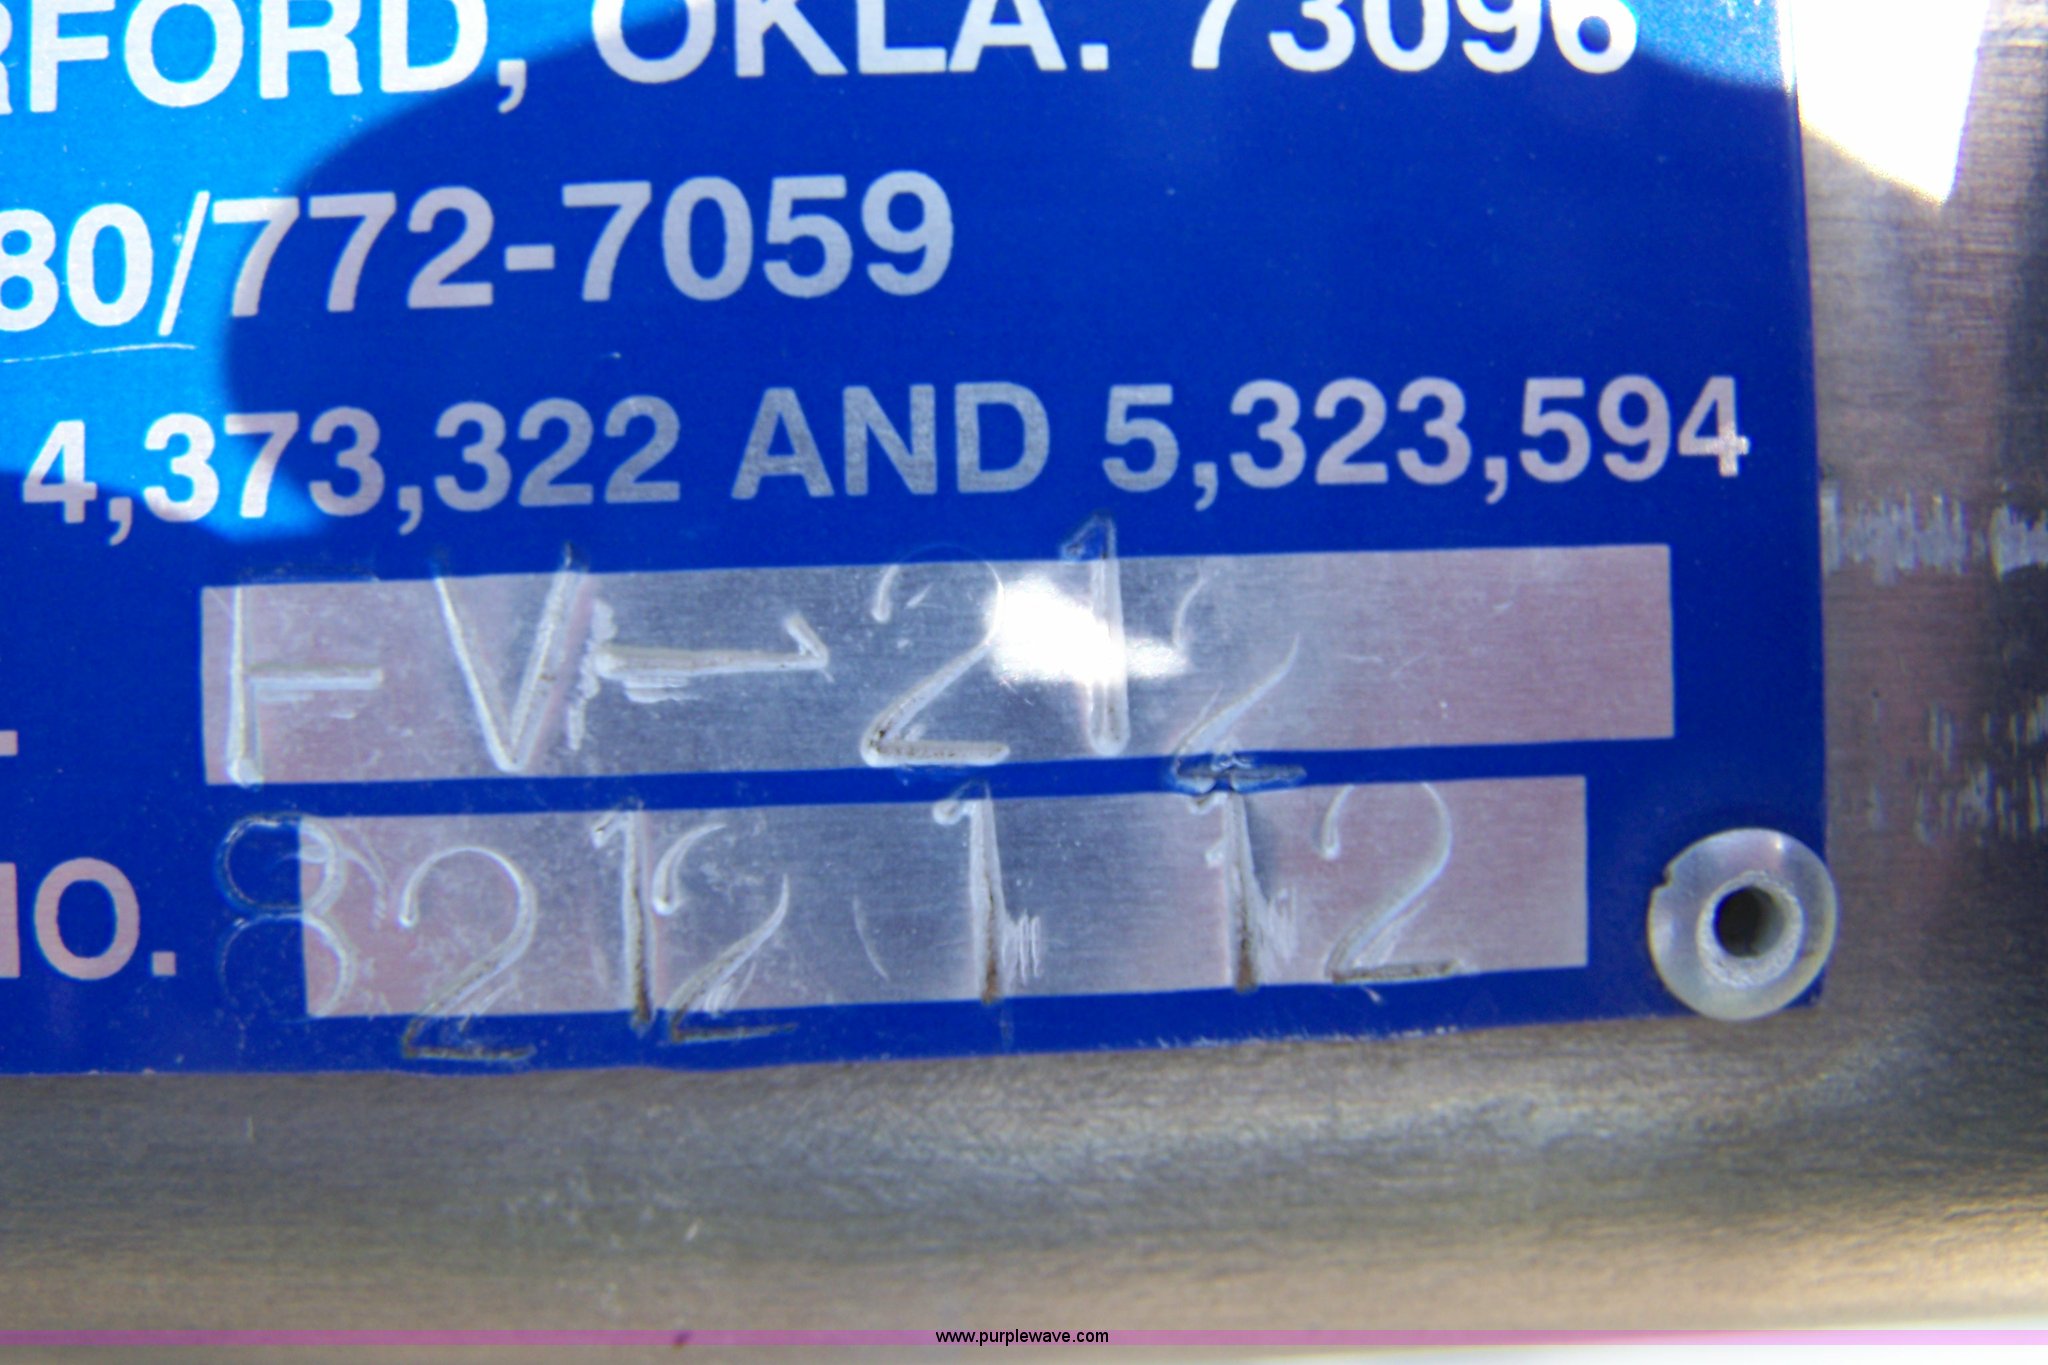 RFORD, OKLA. 73096
80/772-7059
4,373,322 AND 5,323,594
FV-212
NO. 8212112
www.purplewave.com